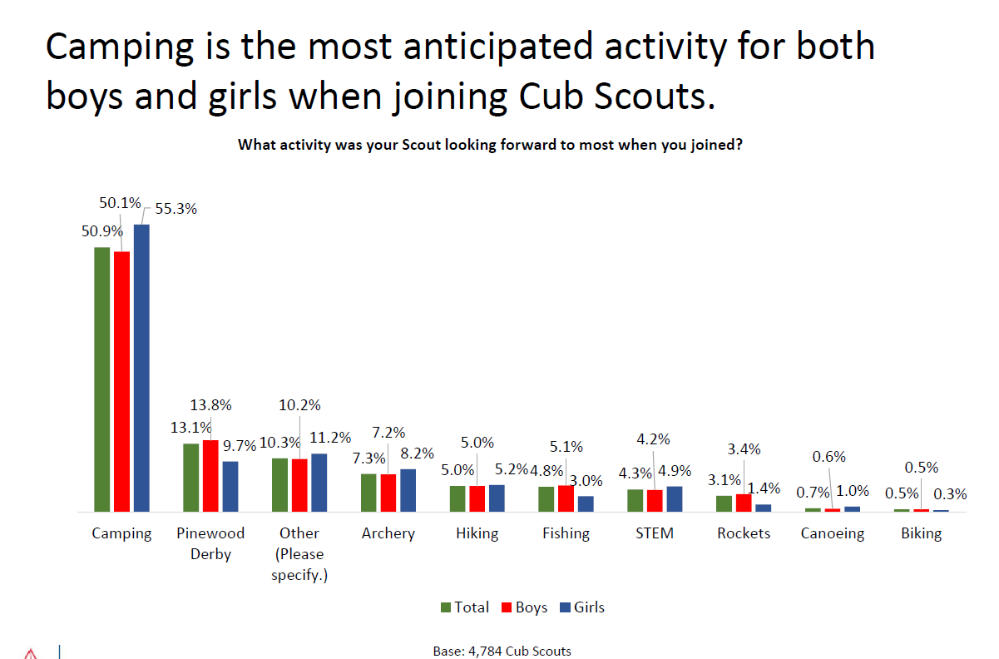 Camping is the most anticipated activity for both
boys and girls when joining Cub Scouts.
What activity was your Scout looking forward to most when you joined?
50.9% 50.1% 55.3%
13.1% 13.8% 9.7%
10.3% 10.2% 11.2%
7.3% 7.2% 8.2%
5.0% 5.0% 5.2%
4.8% 5.1% 3.0%
4.3% 4.2% 4.9%
3.1% 3.4% 1.4%
0.7% 0.6% 1.0%
0.5% 0.5% 0.3%
Camping
Pinewood
Derby
Other
(Please
specify.)
Archery
Hiking
Fishing
STEM
Rockets
Canoeing
Biking
Total Boys Girls
Base: 4,784 Cub Scouts